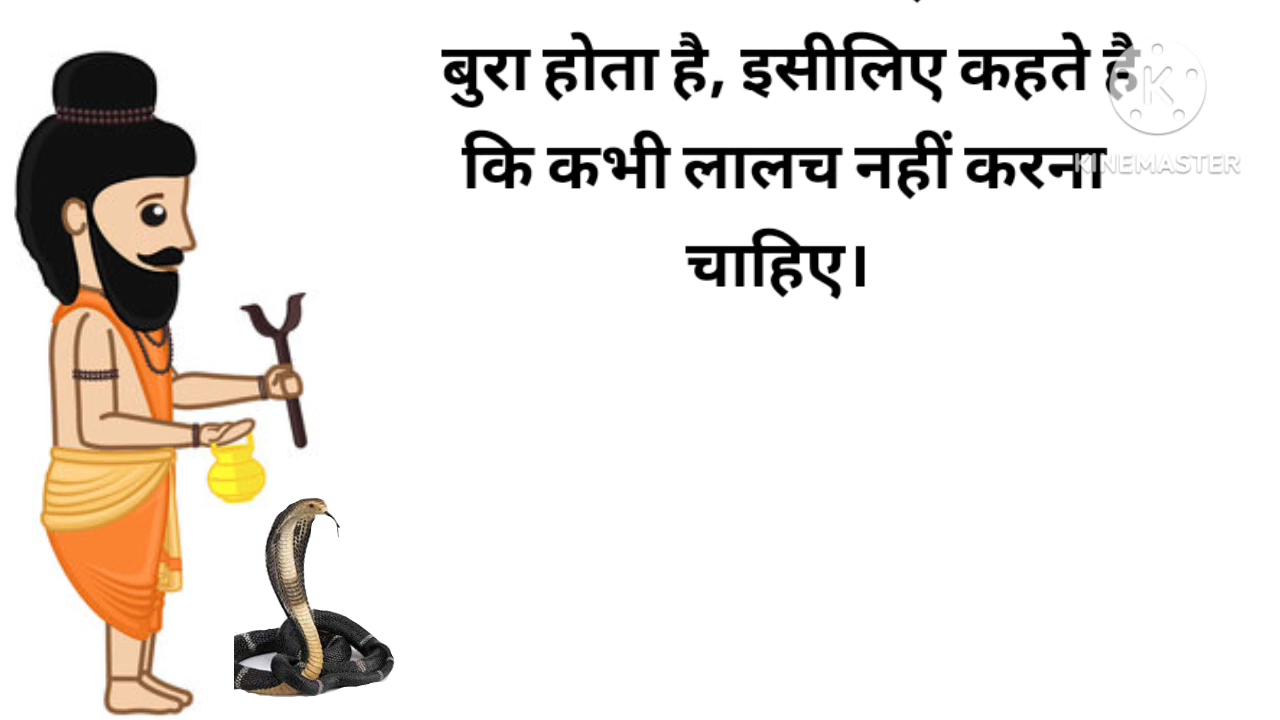 बुरा होता है, इसीलिए कहते है
कि कभी लालच नहीं करना
चाहिए।
K
KINEMASTER